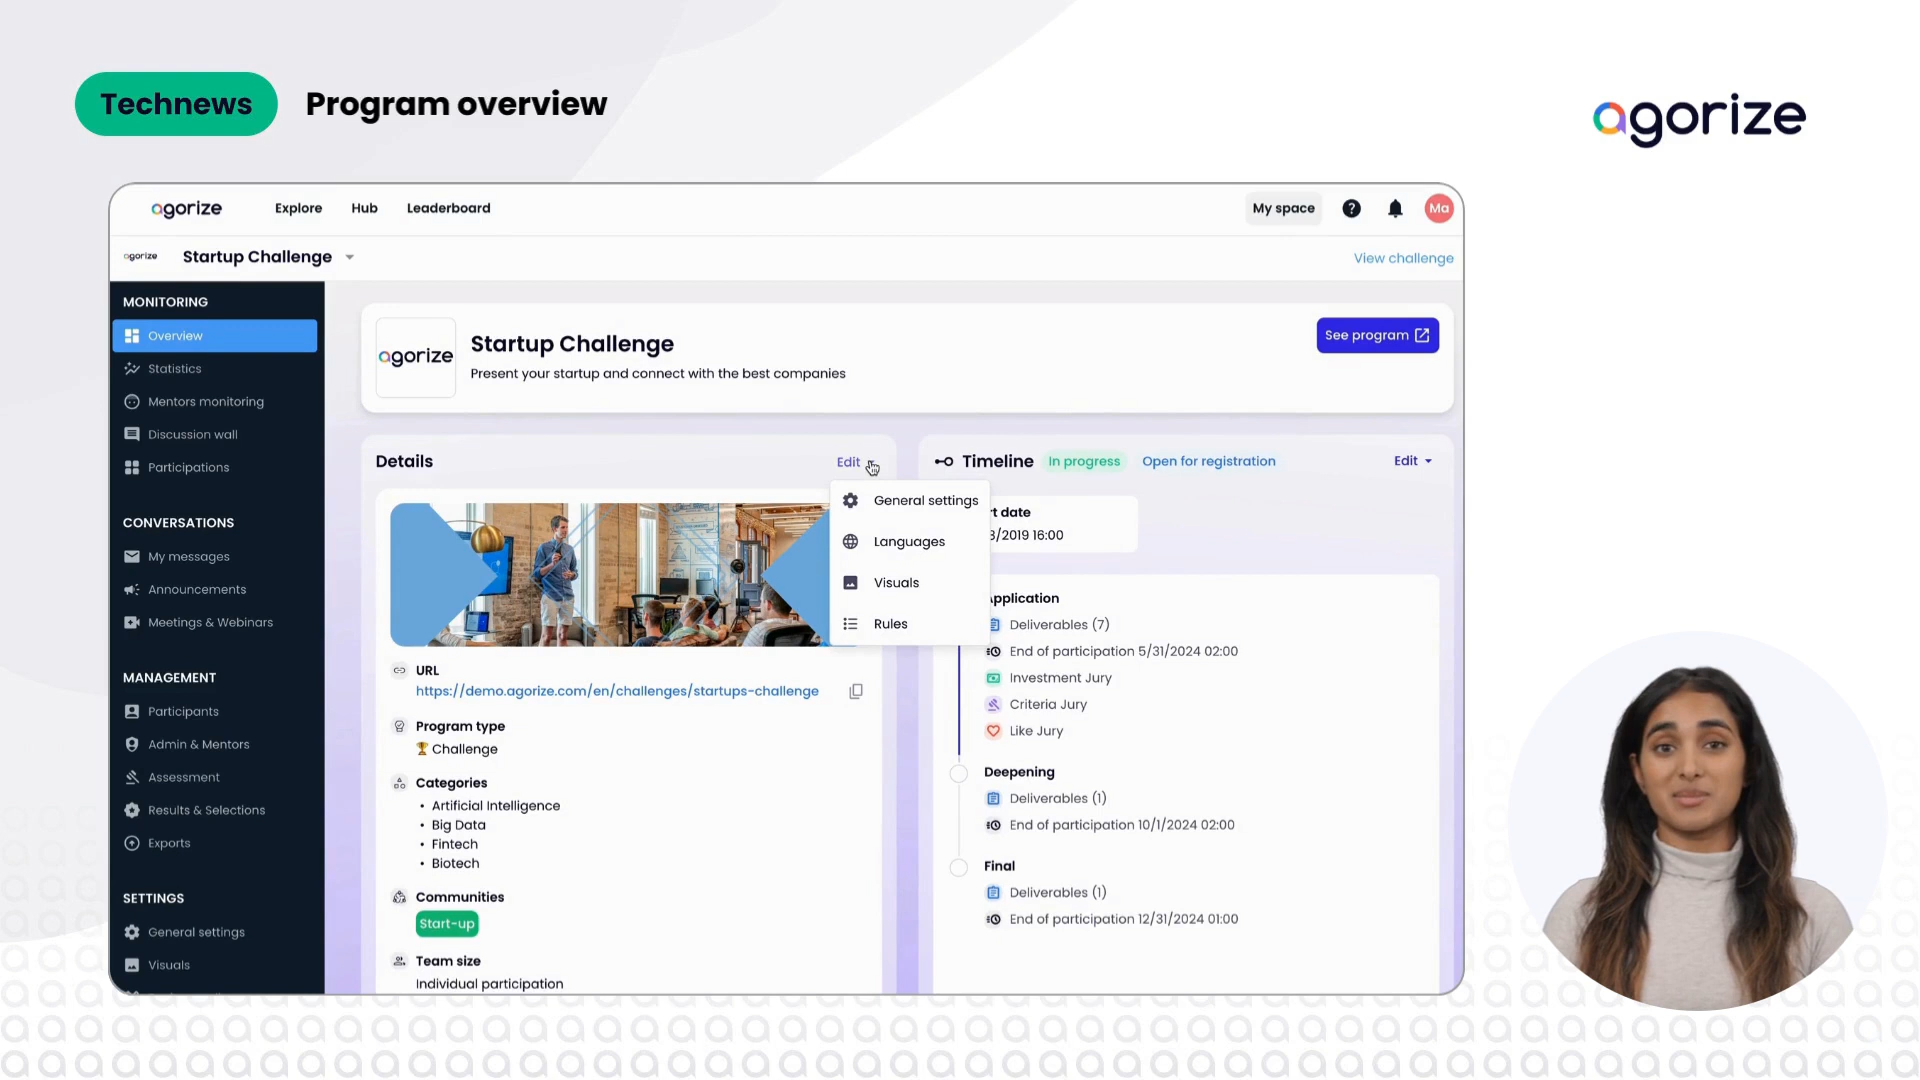 Technews
Program overview
agorize
agorize
Explore
Hub
Leaderboard
My space
Ma
agorize
Startup Challenge
View challenge
MONITORING
Overview
Statistics
Mentors monitoring
Discussion wall
Participations
CONVERSATIONS
My messages
Announcements
Meetings & Webinars
MANAGEMENT
Participants
Admin & Mentors
Assessment
Results & Selections
Exports
SETTINGS
General settings
Visuals
agorize
Startup Challenge
Present your startup and connect with the best companies
See program
Details
Edit
General settings
Languages
Visuals
Rules
URL
https://demo.agorize.com/en/challenges/startups-challenge
Program type
Challenge
Categories
• Artificial Intelligence
• Big Data
• Fintech
• Biotech
Communities
Start-up
Team size
Individual participation
Timeline
In progress
Open for registration
Edit
rt date
3/2019 16:00
Application
Deliverables (7)
End of participation 5/31/2024 02:00
Investment Jury
Criteria Jury
Like Jury
Deepening
Deliverables (1)
End of participation 10/1/2024 02:00
Final
Deliverables (1)
End of participation 12/31/2024 01:00